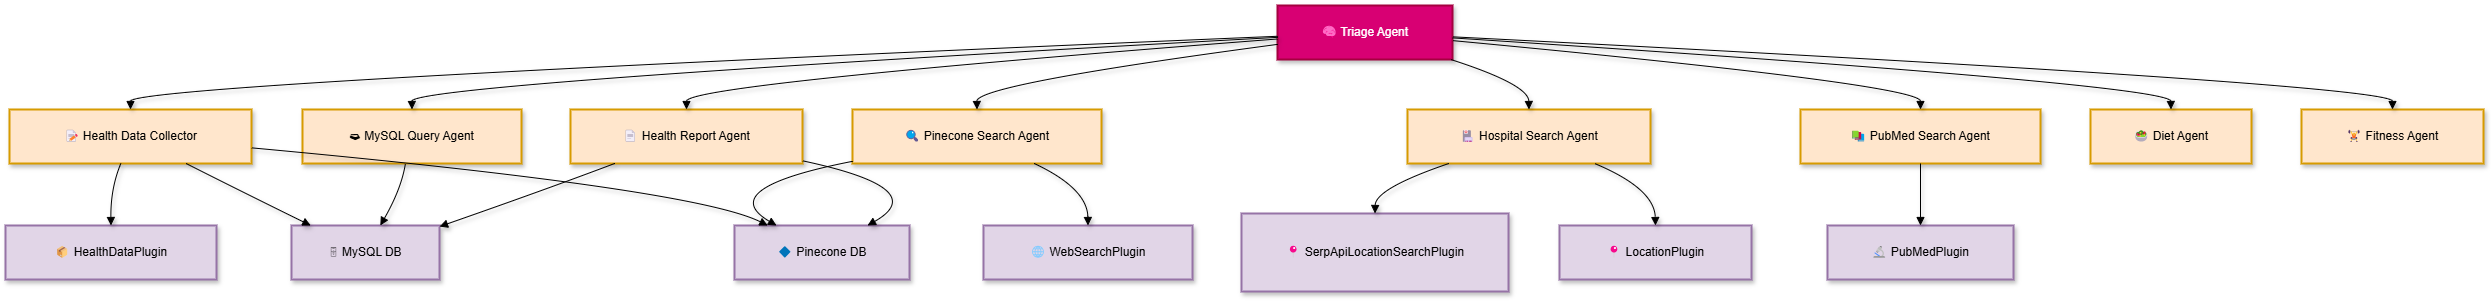 🧠 Triage Agent
📝 Health Data Collector
🕳 MySQL Query Agent
📄 Health Report Agent
🔍 Pinecone Search Agent
🏥 Hospital Search Agent
📚 PubMed Search Agent
🥗 Diet Agent
🏋 Fitness Agent
HealthDataPlugin
🗄 MySQL DB
🔷 Pinecone DB
🌐 WebSearchPlugin
📍 SerpApiLocationSearchPlugin
📍 LocationPlugin
🔬 PubMedPlugin